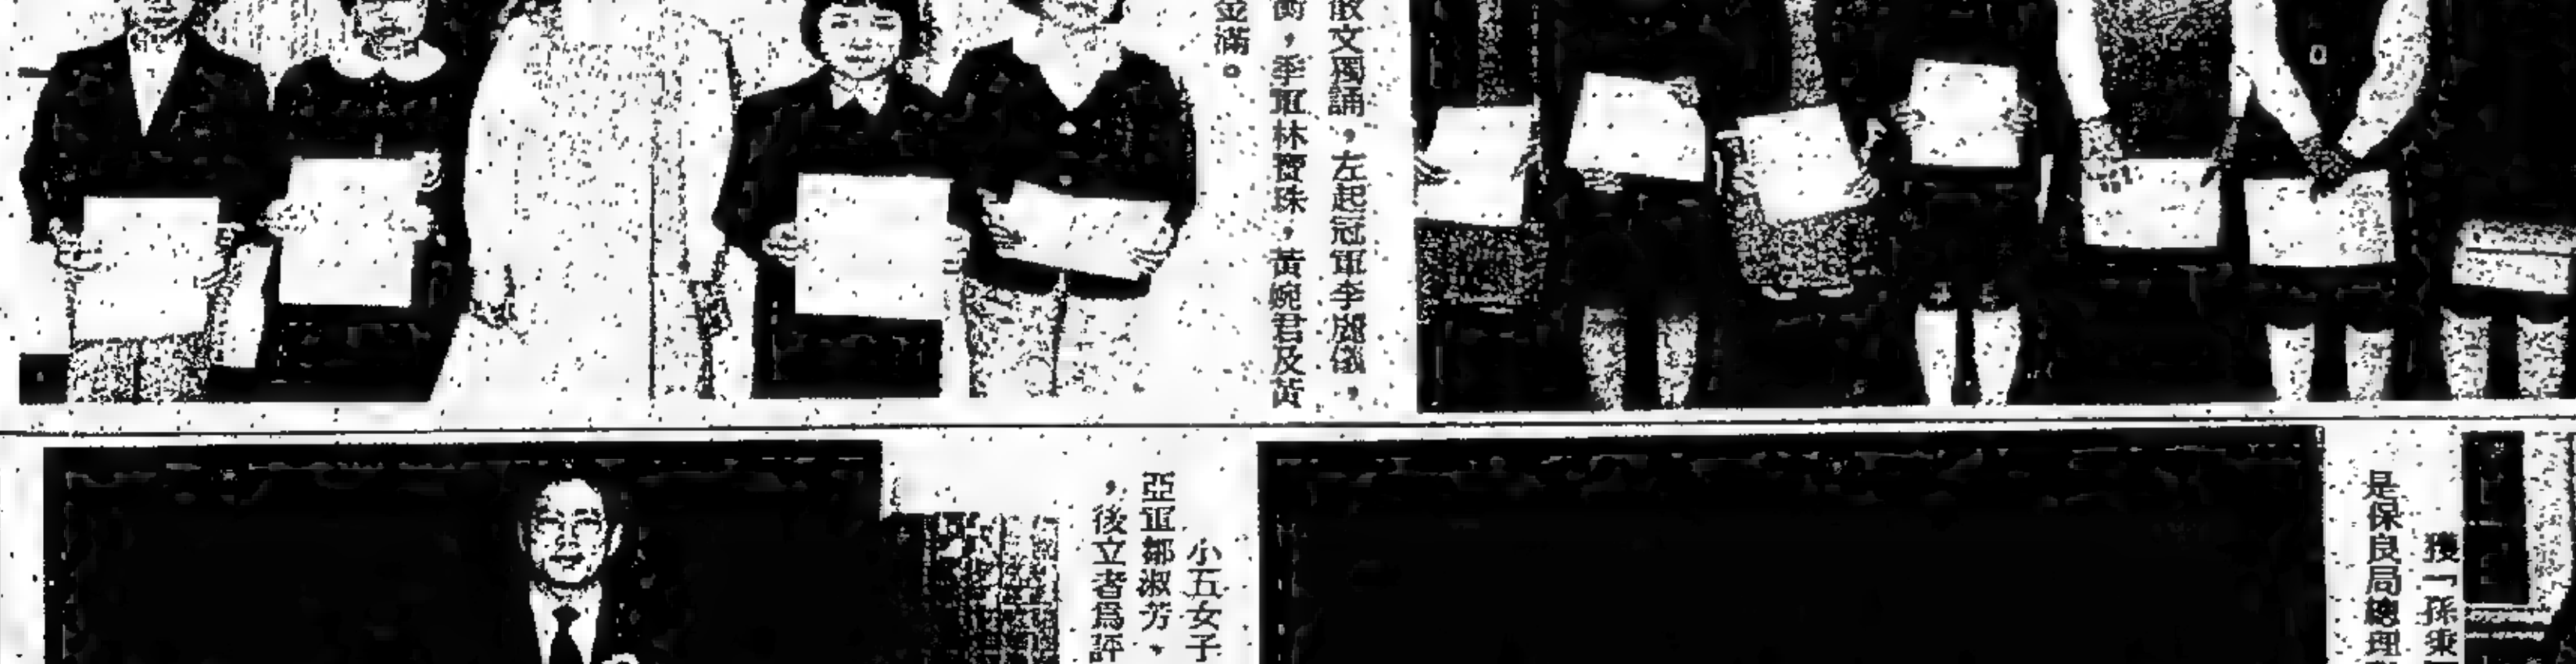 散文獨誦，左起冠軍李麗儀，
衡，季軍林寶珠，黃婉君及黃
金滿。
小五女子
亞軍鄒淑芳，
，後立者爲評
獲「孫
是保良局總理